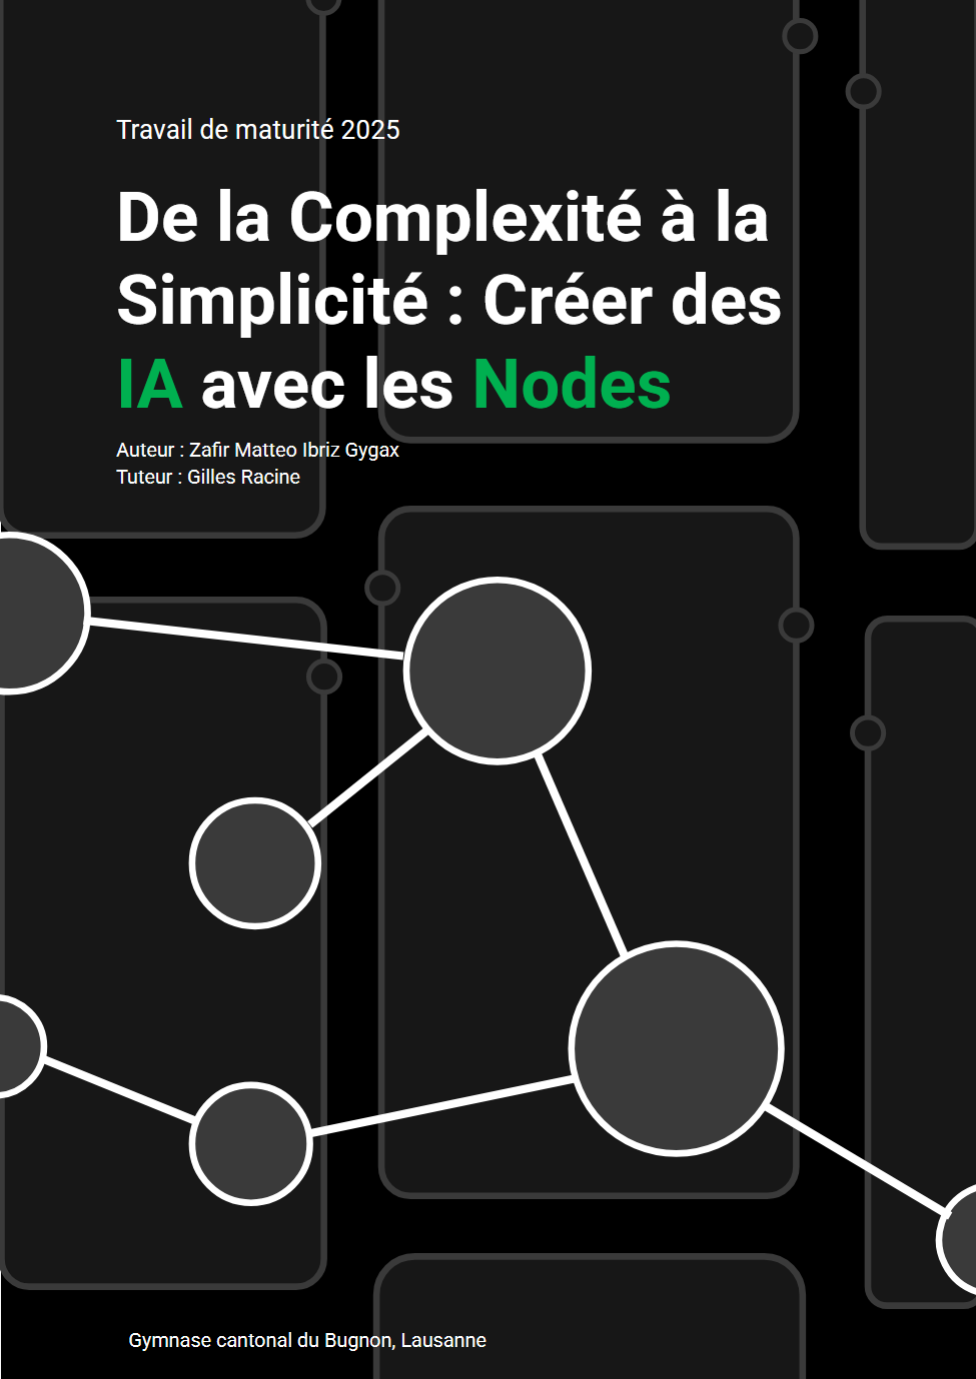 Travail de maturité 2025
De la Complexité à la
Simplicité : Créer des
IA avec les Nodes
Auteur : Zafir Matteo Ibriz Gygax
Tuteur : Gilles Racine
Gymnase cantonal du Bugnon, Lausanne